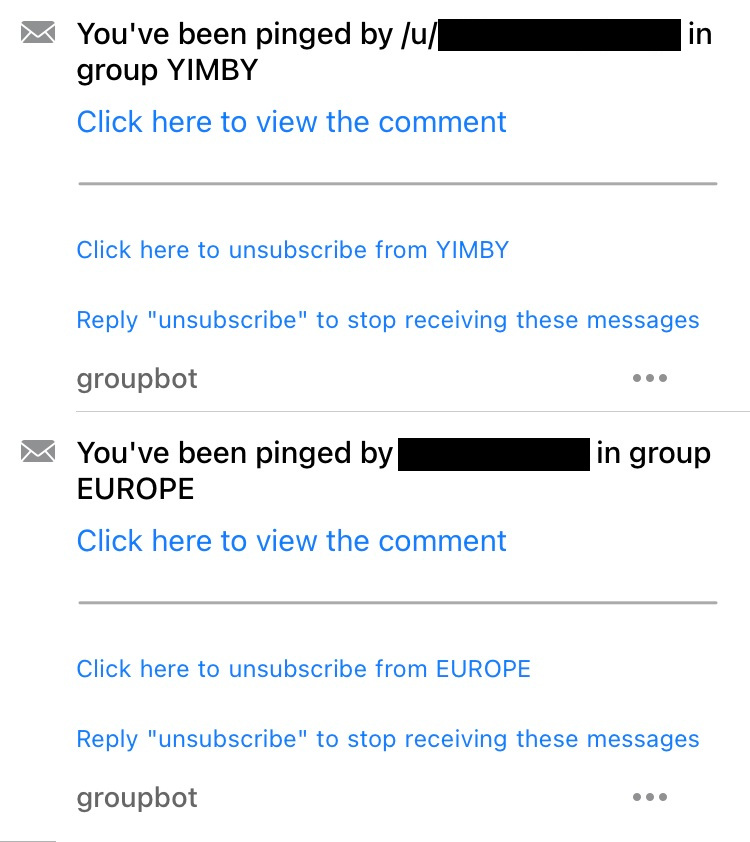 You've been pinged by /u/ in
group YIMBY
Click here to view the comment
Click here to unsubscribe from YIMBY
Reply "unsubscribe" to stop receiving these messages
groupbot
You've been pinged by in group
EUROPE
Click here to view the comment
Click here to unsubscribe from EUROPE
Reply "unsubscribe" to stop receiving these messages
groupbot